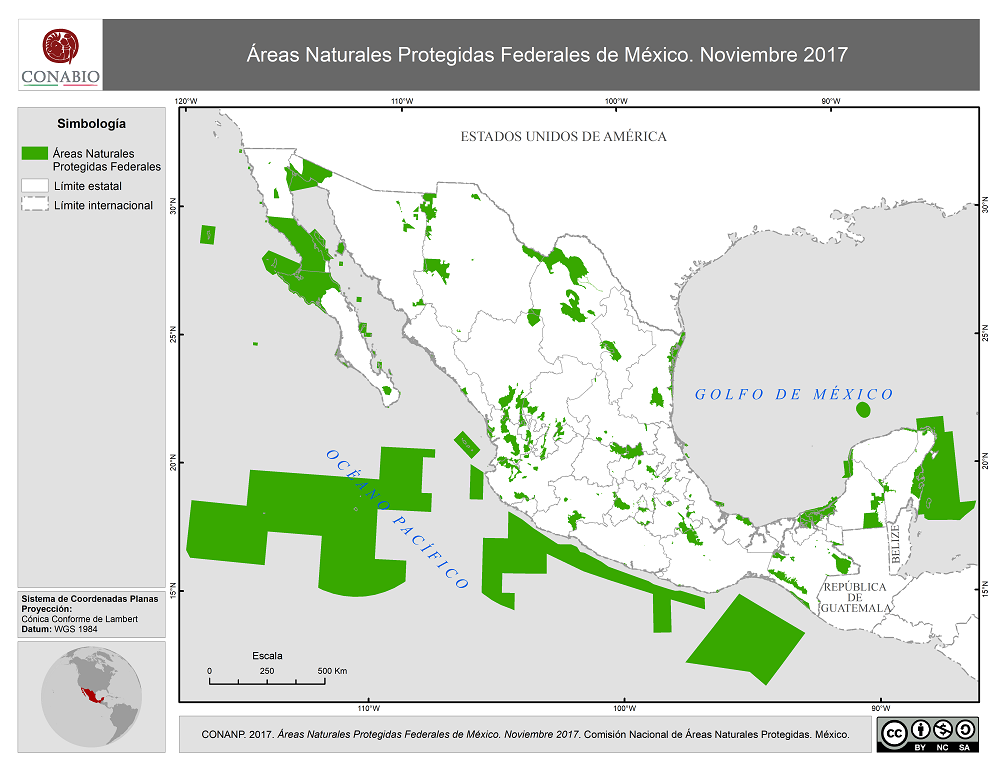 CONABIO
Áreas Naturales Protegidas Federales de México. Noviembre 2017
Simbología
Áreas Naturales
Protegidas Federales
Límite estatal
Límite internacional
120°W
110°W
100°W
90°W
ESTADOS UNIDOS DE AMÉRICA
30°N
30°N
25°N
25°N
GOLFO DE MÉXICO
20°N
20°N
OCÉANO PACÍFICO
BELIZE
15°N
15°N
REPÚBLICA
DE
GUATEMALA
Sistema de Coordenadas Planas
Proyección:
Cónica Conforme de Lambert
Datum: WGS 1984
Escala
0 250 500 Km
110°W
100°W
90°W
CONANP. 2017. Áreas Naturales Protegidas Federales de México. Noviembre 2017. Comisión Nacional de Áreas Naturales Protegidas. México.
cc
BY NC SA